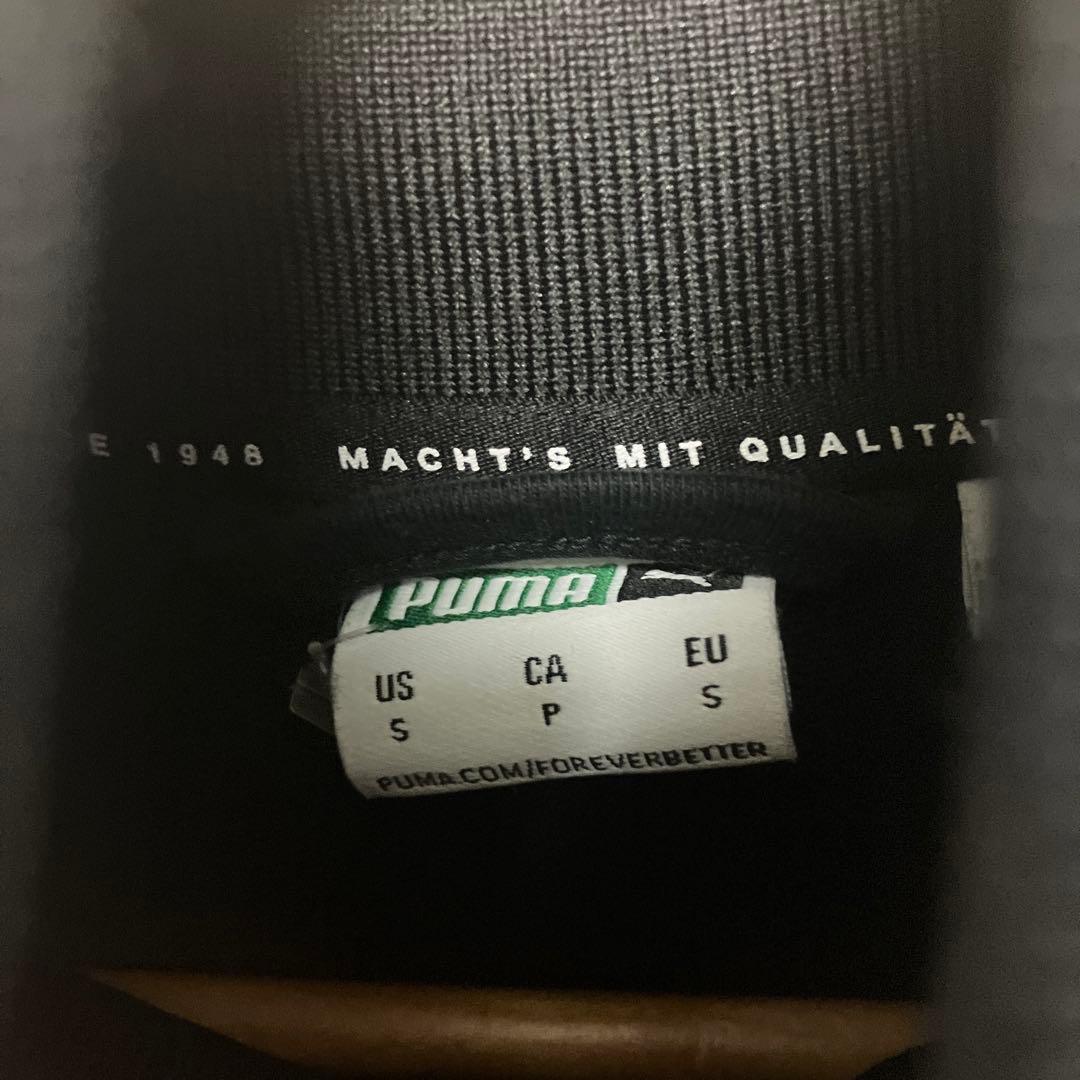 E 1948 MACHT'S MIT QUALITÄT
PUMA
US CA EU
S P S
PUMA.COM/FOREVERBETTER